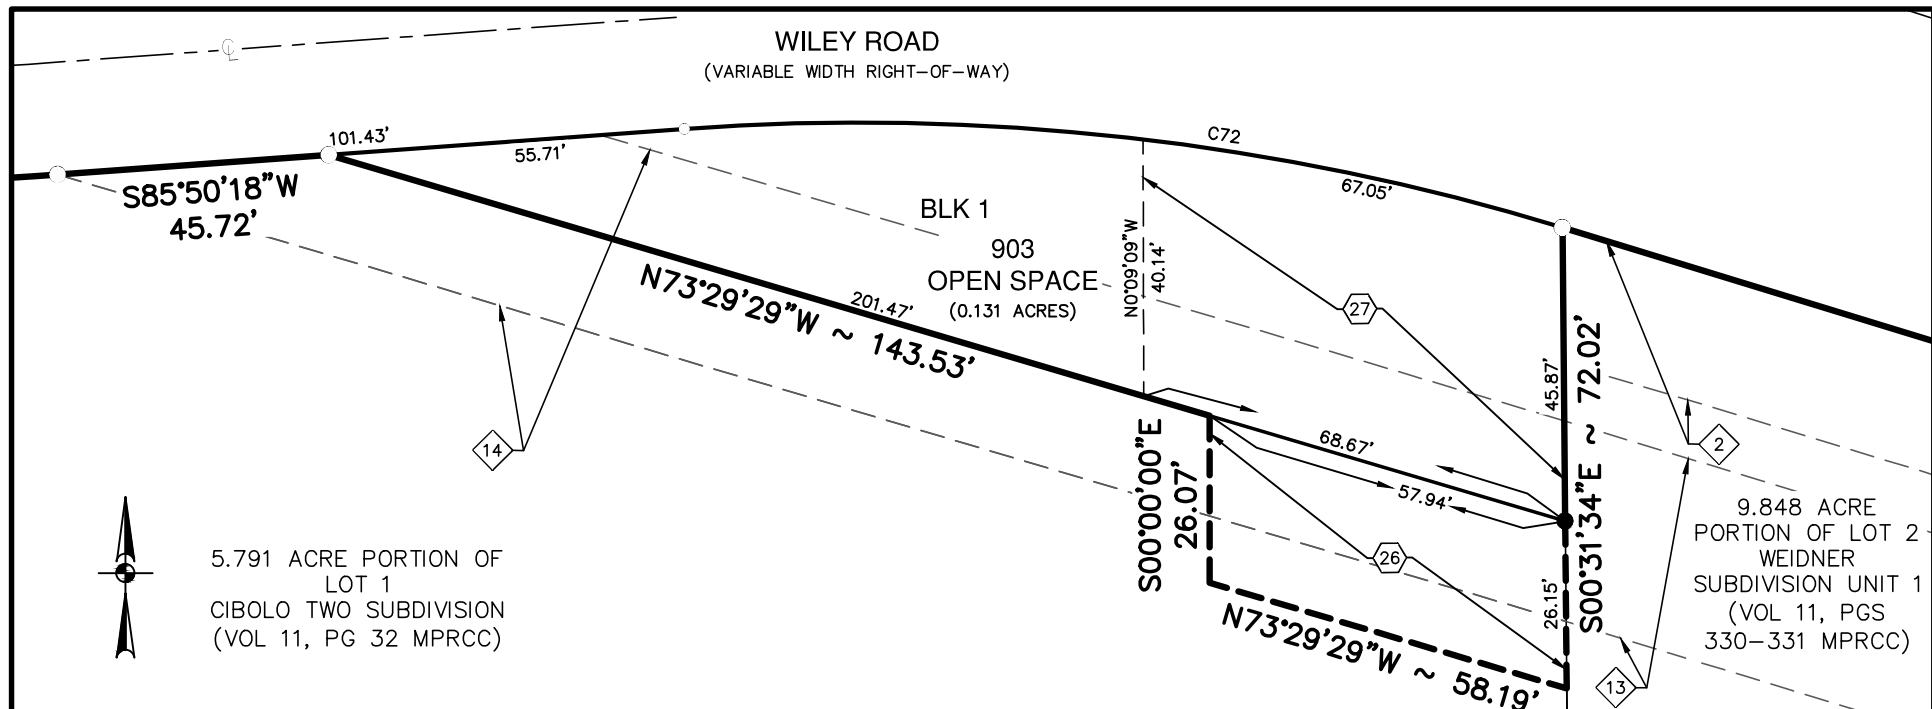 WILEY ROAD
(VARIABLE WIDTH RIGHT-OF-WAY)
CL
101.43'
55.71'
C72
67.05'
S85°50'18"W
45.72'
BLK 1
903
OPEN SPACE
(0.131 ACRES)
N0°09'09"W
40.14'
N73°29'29"W ~ 143.53'
201.47'
27
45.87'
S00°31'34"E ~ 72.02'
2
14
68.67'
57.94'
S00°00'00"E
26.07'
26
26.15'
N73°29'29"W ~ 58.19'
13
5.791 ACRE PORTION OF
LOT 1
CIBOLO TWO SUBDIVISION
(VOL 11, PG 32 MPRCC)
9.848 ACRE
PORTION OF LOT 2
WEIDNER
SUBDIVISION UNIT 1
(VOL 11, PGS
330-331 MPRCC)